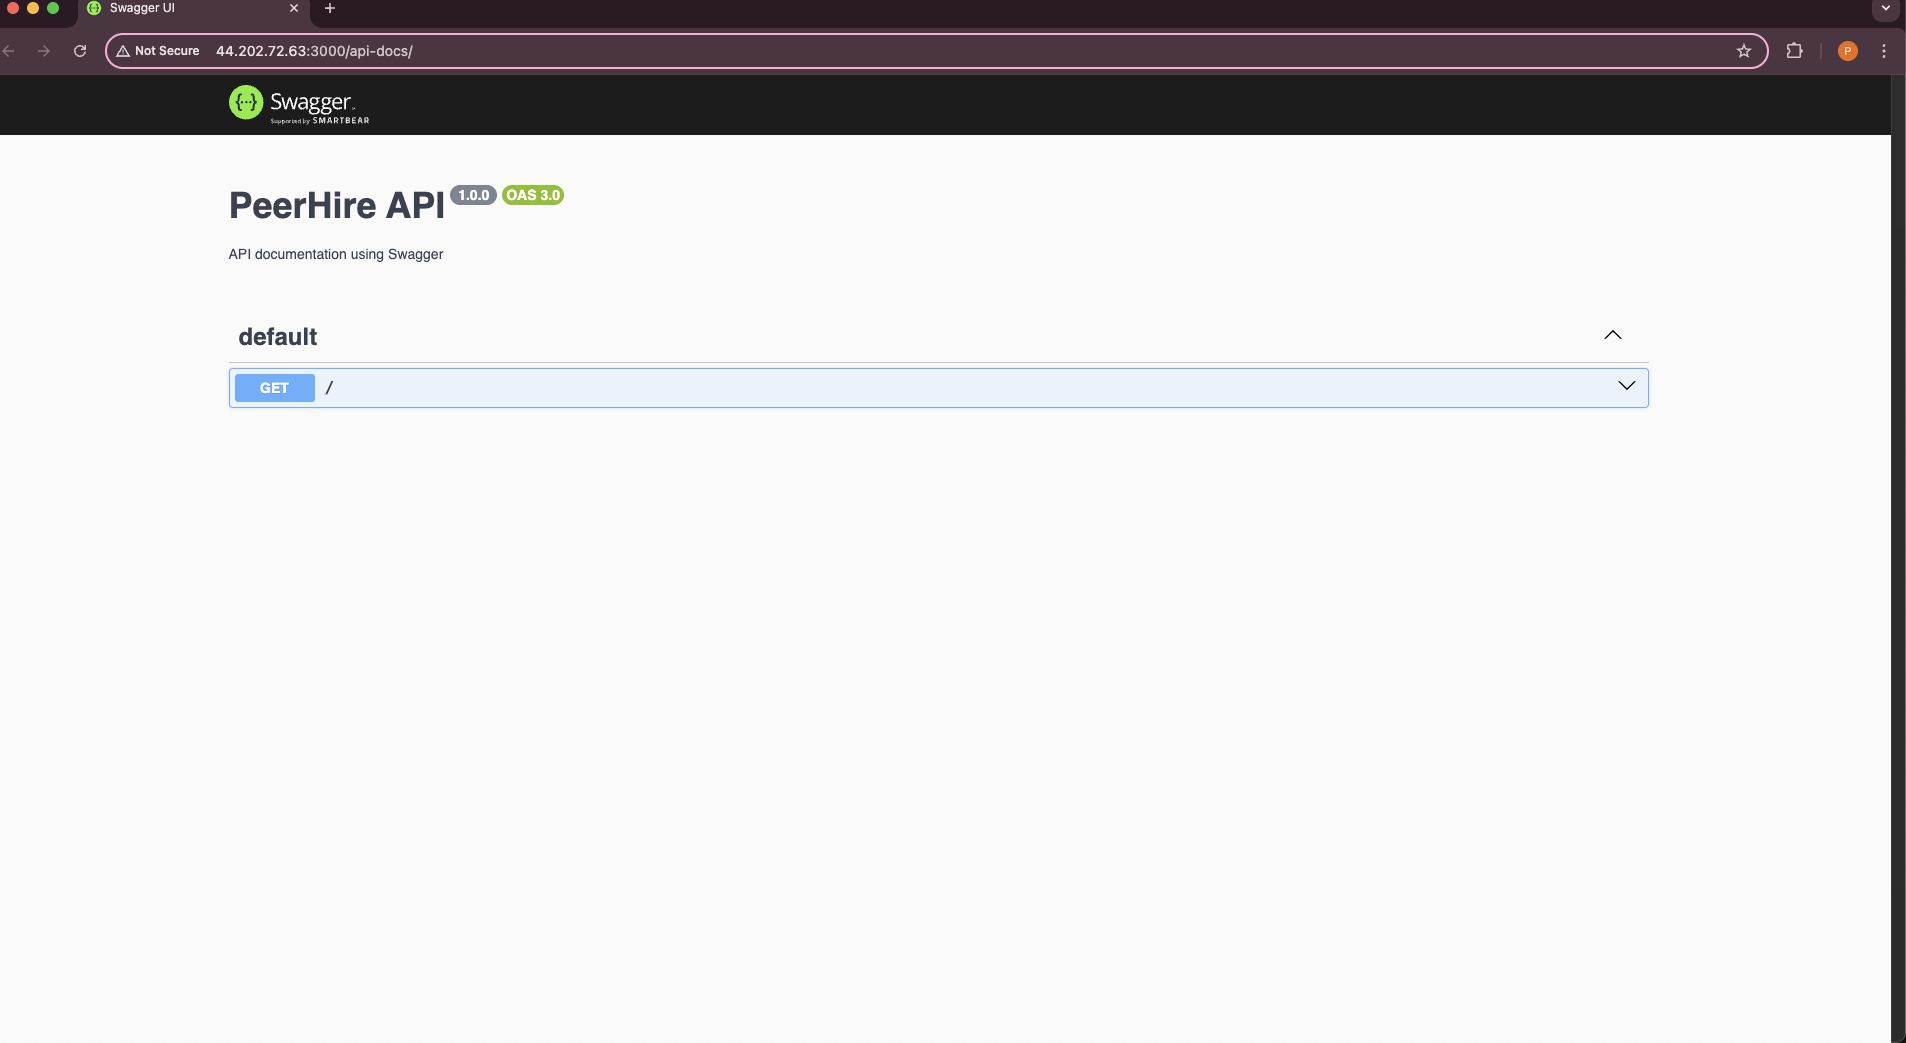 Swagger UI
Not Secure 44.202.72.63:3000/api-docs/
P
{···} Swagger
Supported by SMARTBEAR
PeerHire API 1.0.0 OAS 3.0
API documentation using Swagger
default
GET /